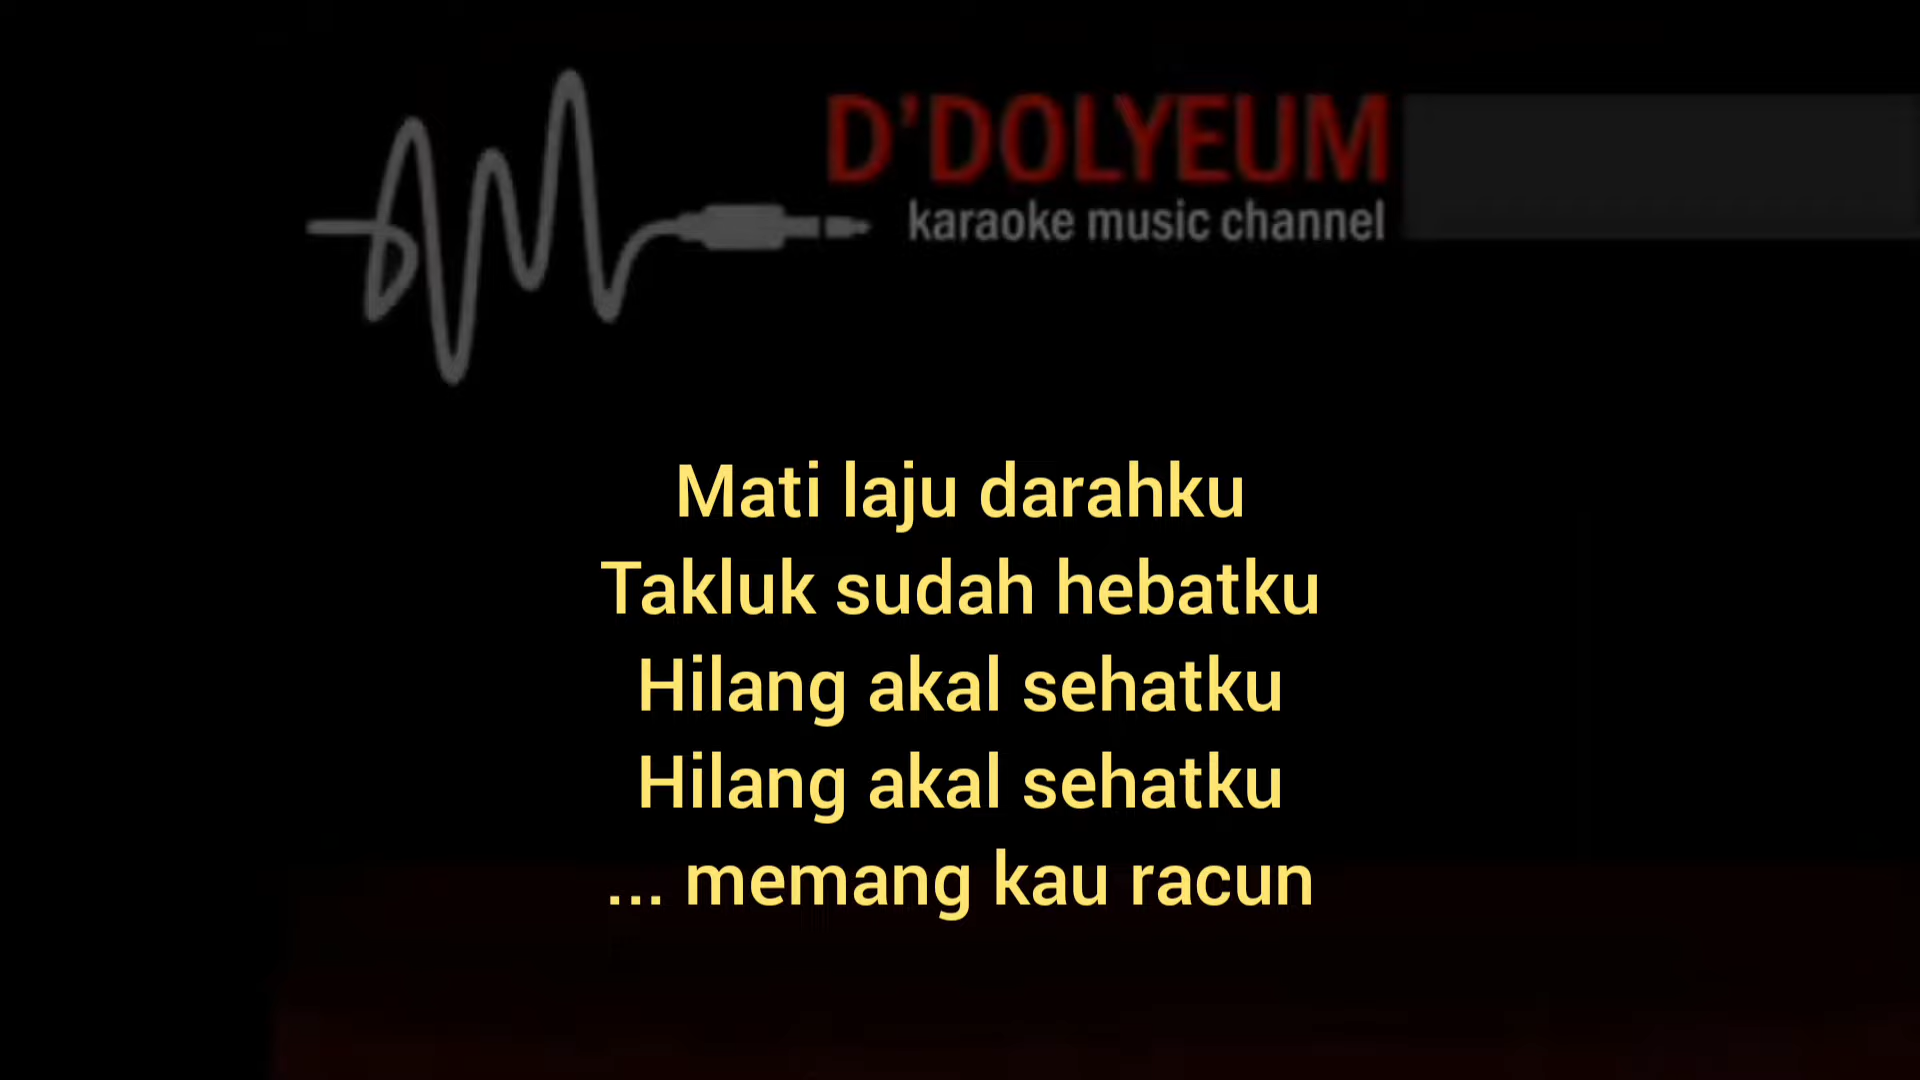 D'DOLYEUM
karaoke music channel
Mati laju darahku
Takluk sudah hebatku
Hilang akal sehatku
Hilang akal sehatku
... memang kau racun